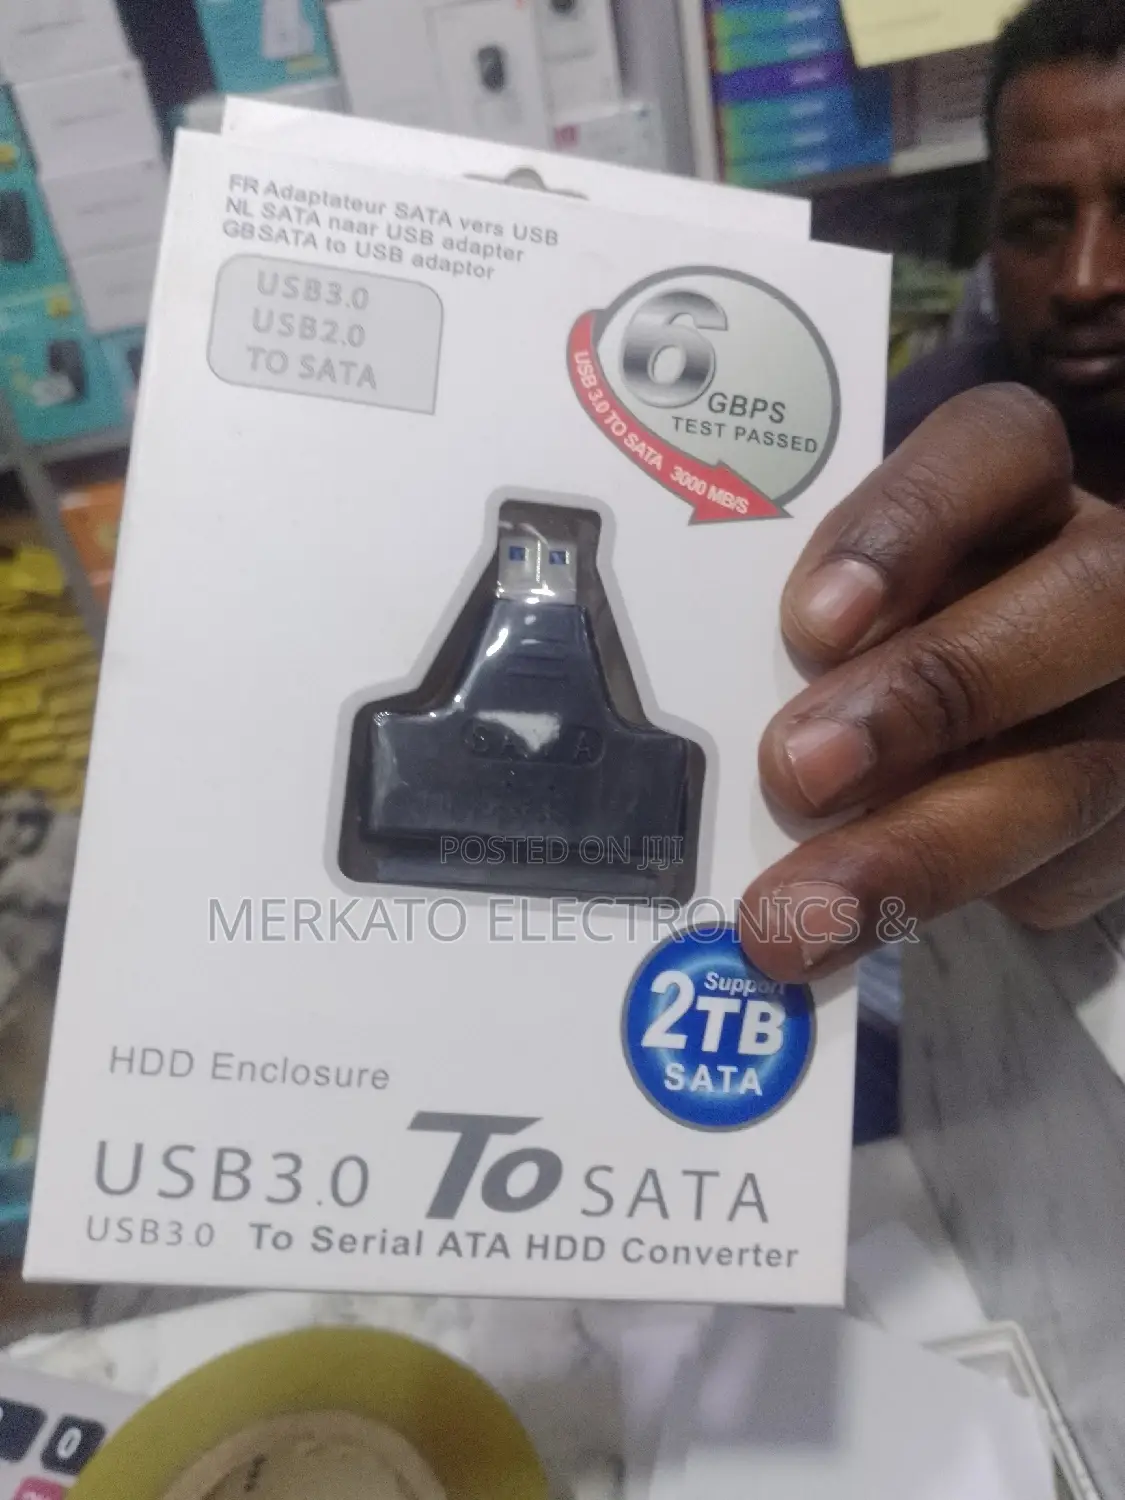 FR Adaptateur SATA vers USB
NL SATA naar USB adapter
GBSATA to USB adaptor
USB3.0
USB2.0
TO SATA
6
GBPS
TEST PASSED
USB 3.0 TO SATA 3000 MB/S
SATA
POSTED ON JIJI
MERKATO ELECTRONICS &
Support
2TB
SATA
HDD Enclosure
USB3.0 To SATA
USB3.0 To Serial ATA HDD Converter
0